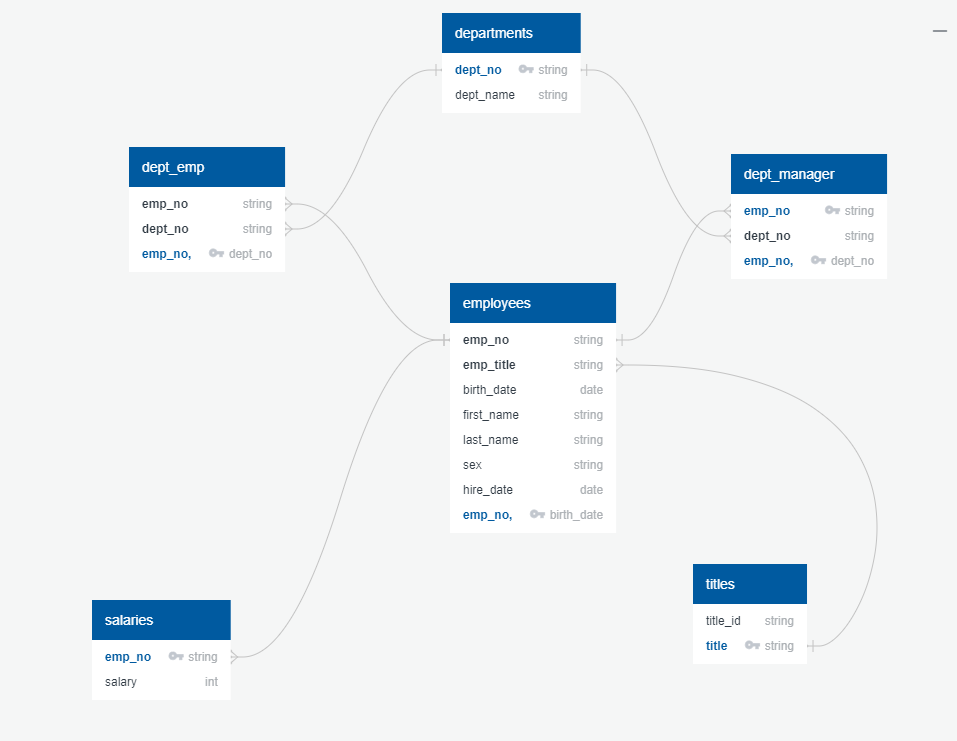 departments
dept_no string
dept_name string
dept_emp
emp_no string
dept_no string
emp_no, dept_no
dept_manager
emp_no string
dept_no string
emp_no, dept_no
employees
emp_no string
emp_title string
birth_date date
first_name string
last_name string
sex string
hire_date date
emp_no, birth_date
titles
title_id string
title string
salaries
emp_no string
salary int